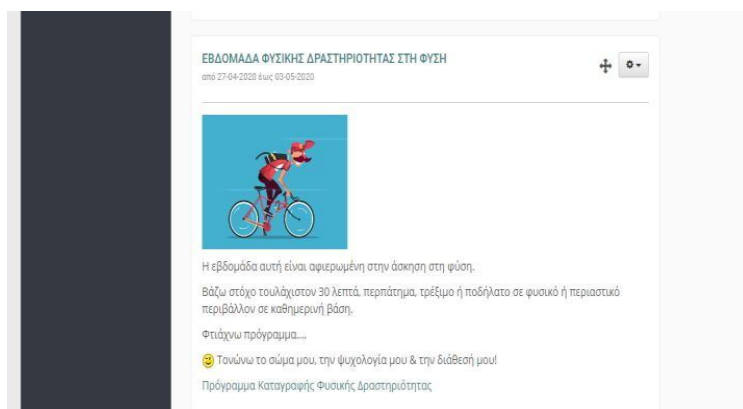 ΕΒΔΟΜΑΔΑ ΦΥΣΙΚΗΣ ΔΡΑΣΤΗΡΙΟΤΗΤΑΣ ΣΤΗ ΦΥΣΗ
από 27-04-2020 έως 03-05-2020
Η εβδομάδα αυτή είναι αφιερωμένη στην άσκηση στη φύση.
Βάζω στόχο τουλάχιστον 30 λεπτά, περπάτημα, τρέξιμο ή ποδήλατο σε φυσικό ή περιαστικό
περιβάλλον σε καθημερινή βάση.
Φτιάχνω πρόγραμμα....
Τονώνω το σώμα μου, την ψυχολογία μου & την διάθεσή μου!
Πρόγραμμα Καταγραφής Φυσικής Δραστηριότητας